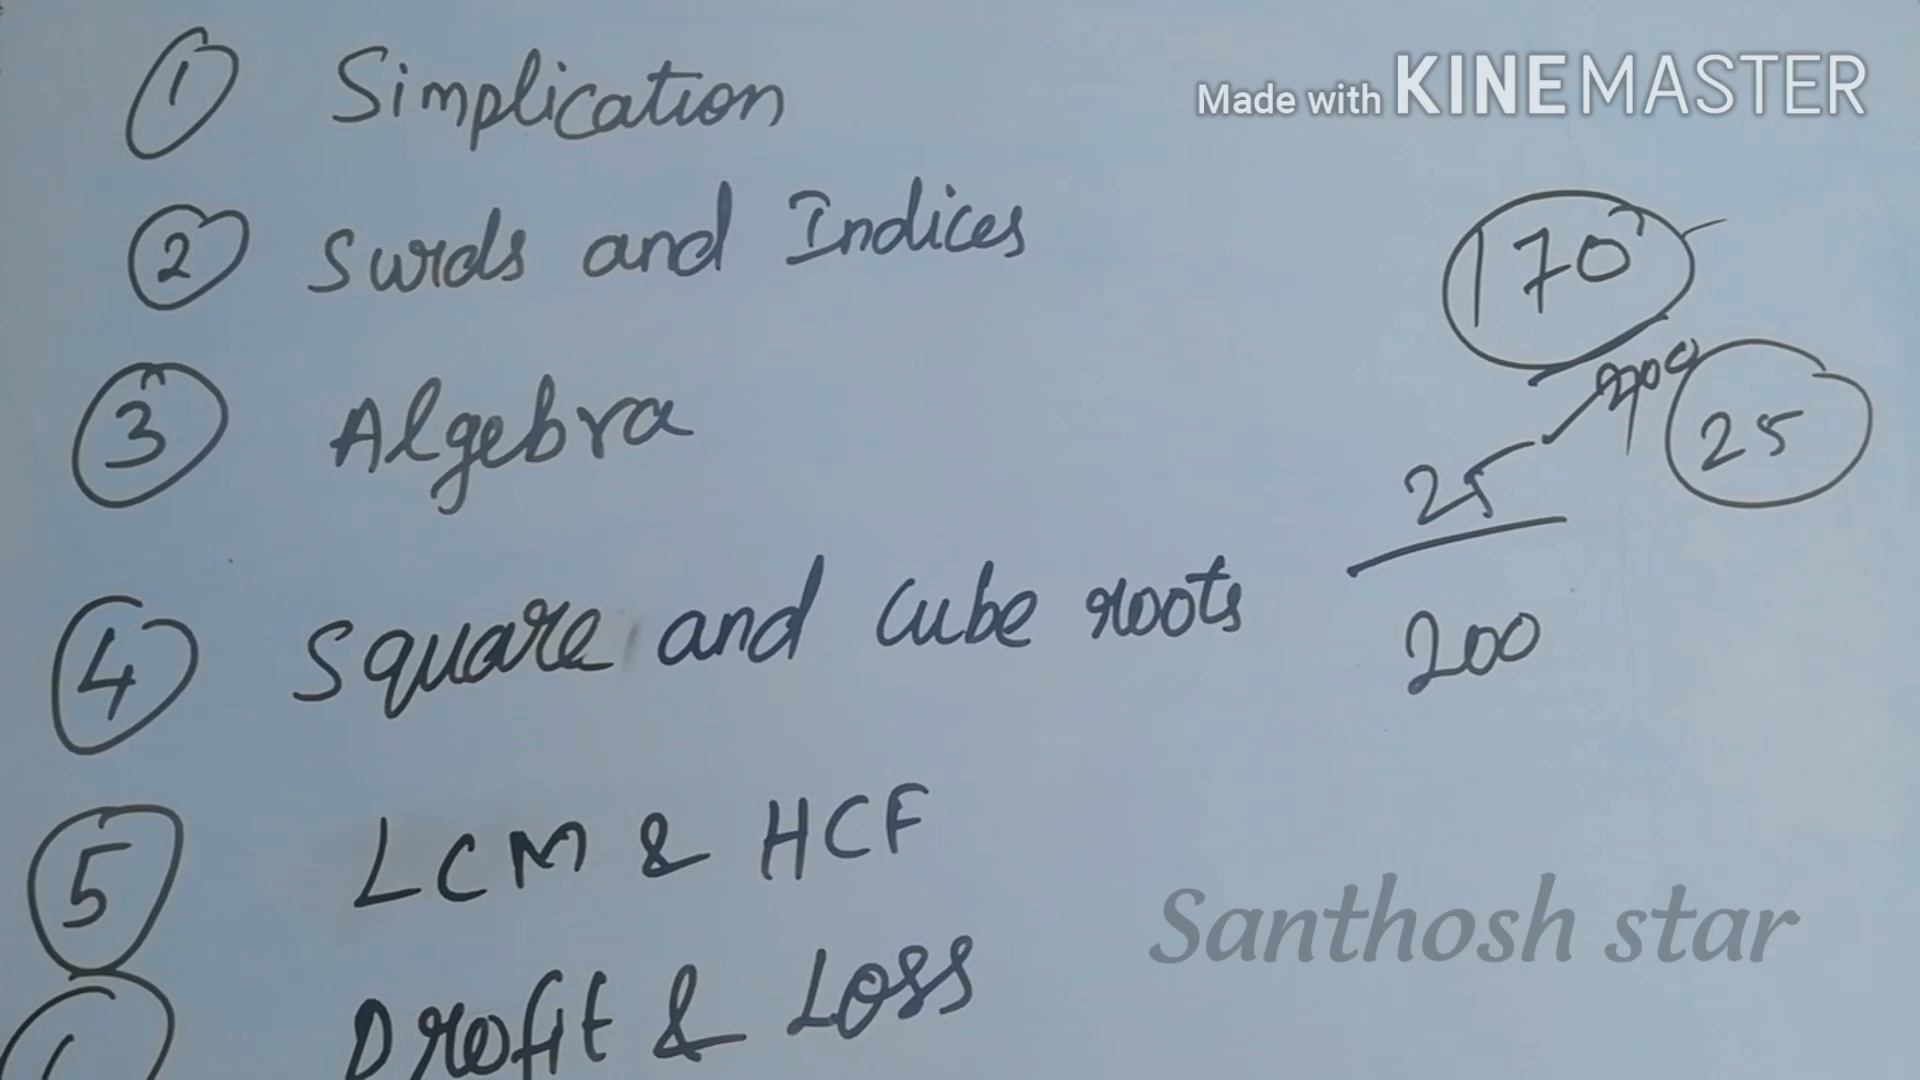 ① Simplication
Made with KINEMASTER
② Surds and Indices
170
③ Algebra
25
25
200
④ Square and Cube roots
⑤ LCM & HCF
Santhosh star
Profit & Loss